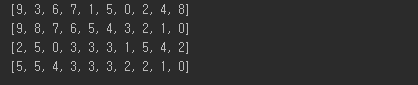 [9, 3, 6, 7, 1, 5, 0, 2, 4, 8]
[9, 8, 7, 6, 5, 4, 3, 2, 1, 0]
[2, 5, 0, 3, 3, 3, 1, 5, 4, 2]
[5, 5, 4, 3, 3, 3, 2, 2, 1, 0]